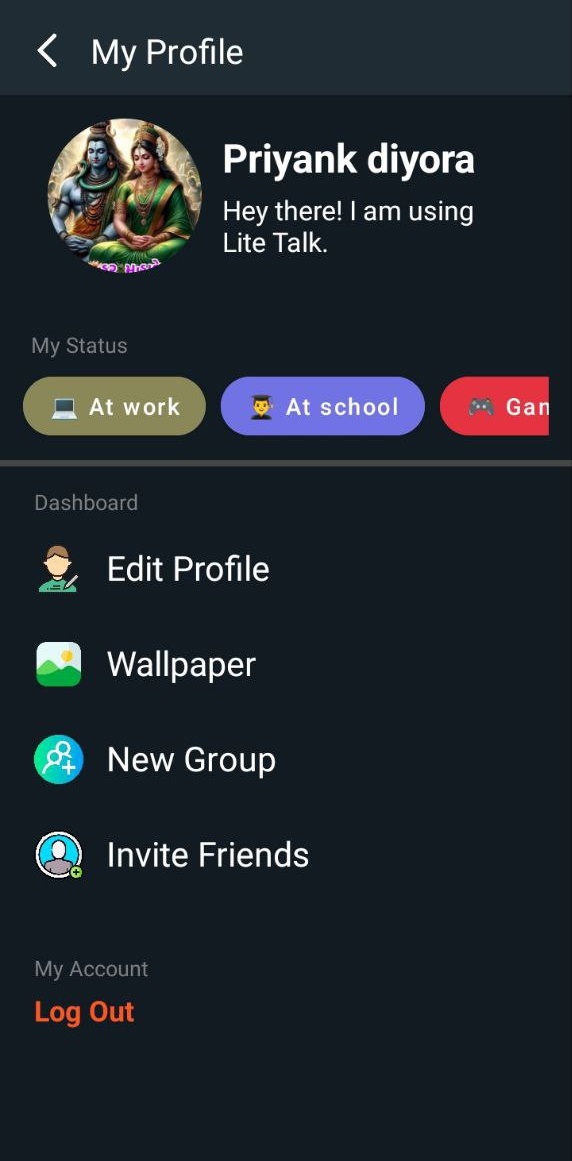 My Profile
Priyank diyora
Hey there! I am using
Lite Talk.
My Status
At work
At school
Gan
Dashboard
Edit Profile
Wallpaper
New Group
Invite Friends
My Account
Log Out